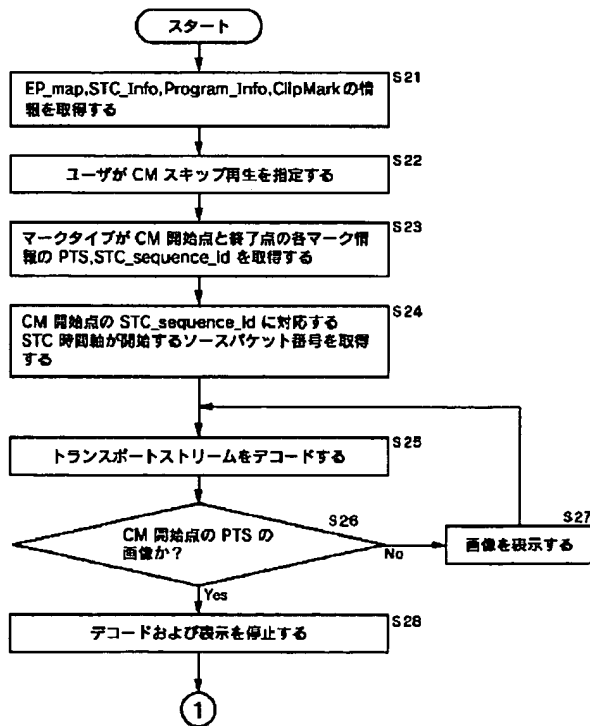 スタート
S21
EP_map,STC_Info,Program_Info,ClipMarkの情
報を取得する
S22
ユーザが CM スキップ再生を指定する
S23
マークタイプが CM 開始点と終了点の各マーク情
報の PTS,STC_sequence_id を取得する
S24
CM 開始点の STC_sequence_id に対応する
STC 時間軸が開始するソースパケット番号を取得
する
S25
トランスポートストリームをデコードする
S26
CM 開始点の PTS の
画像か?
No
S27
画像を表示する
Yes
S28
デコードおよび表示を停止する
1